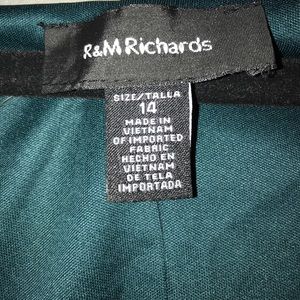 R&M Richards
SIZE/TALLA
14
MADE IN
VIETNAM
OF IMPORTED
FABRIC
HECHO EN
VIETNAM
DE TELA
IMPORTADA